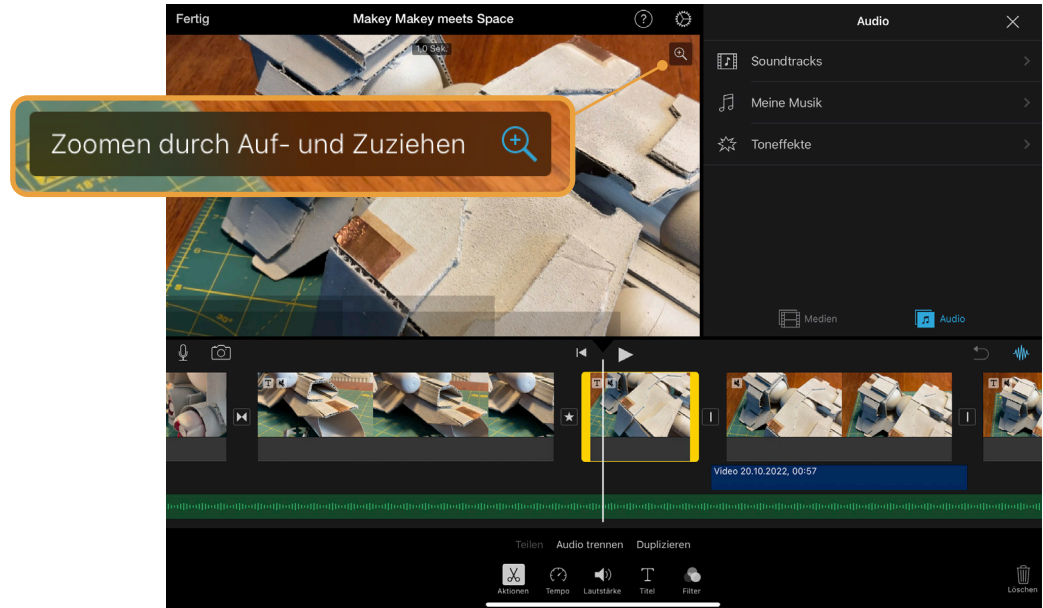 Fertig
Makey Makey meets Space
?
Audio
1,0 Sek.
Soundtracks
Zoomen durch Auf- und Zuziehen
Meine Musik
Toneffekte
Medien
Audio
T
T
T
Video 20.10.2022, 00:57
Teilen Audio trennen Duplizieren
Aktionen Tempo Lautstärke Titel Filter
Löschen